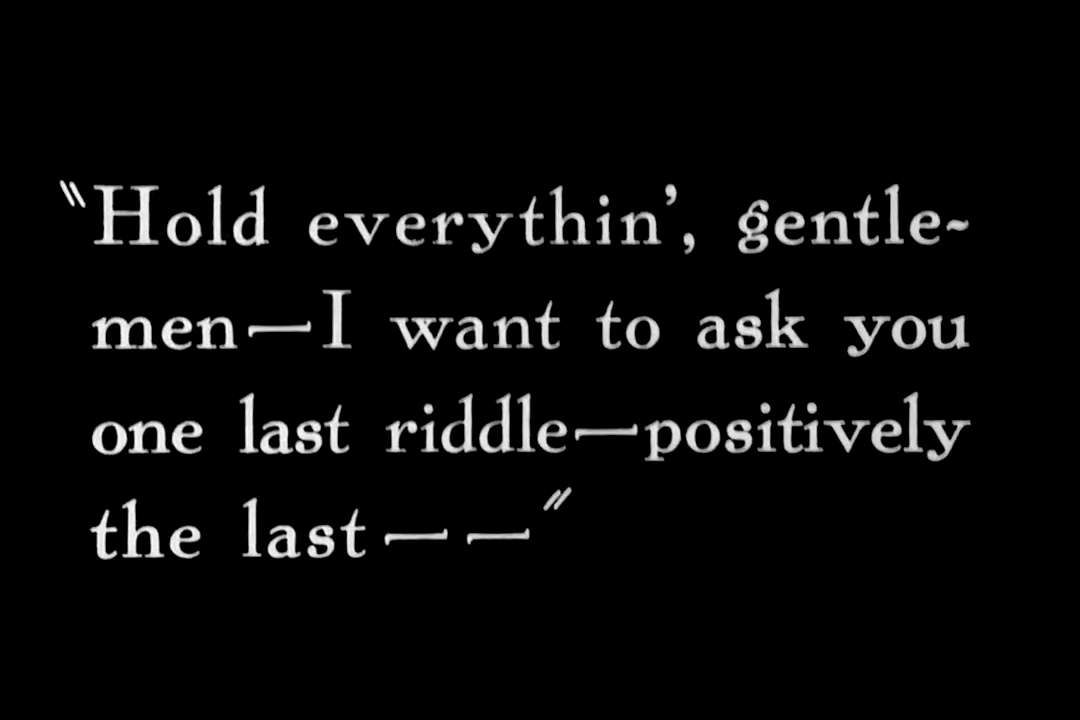 "Hold everythin', gentle-
men—I want to ask you
one last riddle—positively
the last — —"